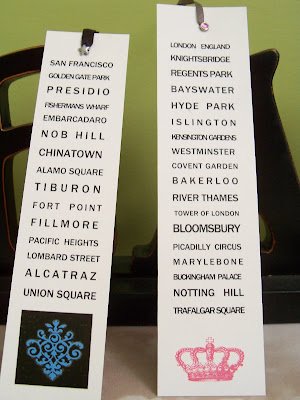 SAN FRANCISCO
GOLDEN GATE PARK
PRESIDIO
FISHERMANS WHARF
EMBARCADARO
NOB HILL
CHINATOWN
ALAMO SQUARE
TIBURON
FORT POINT
FILLMORE
PACIFIC HEIGHTS
LOMBARD STREET
ALCATRAZ
UNION SQUARE
LONDON ENGLAND
KNIGHTSBRIDGE
REGENTS PARK
BAYSWATER
HYDE PARK
ISLINGTON
KENSINGTON GARDENS
WESTMINSTER
COVENT GARDEN
BAKERLOO
RIVER THAMES
TOWER OF LONDON
BLOOMSBURY
PICADILLY CIRCUS
MARYLEBONE
BUCKINGHAM PALACE
NOTTING HILL
TRAFALGAR SQUARE